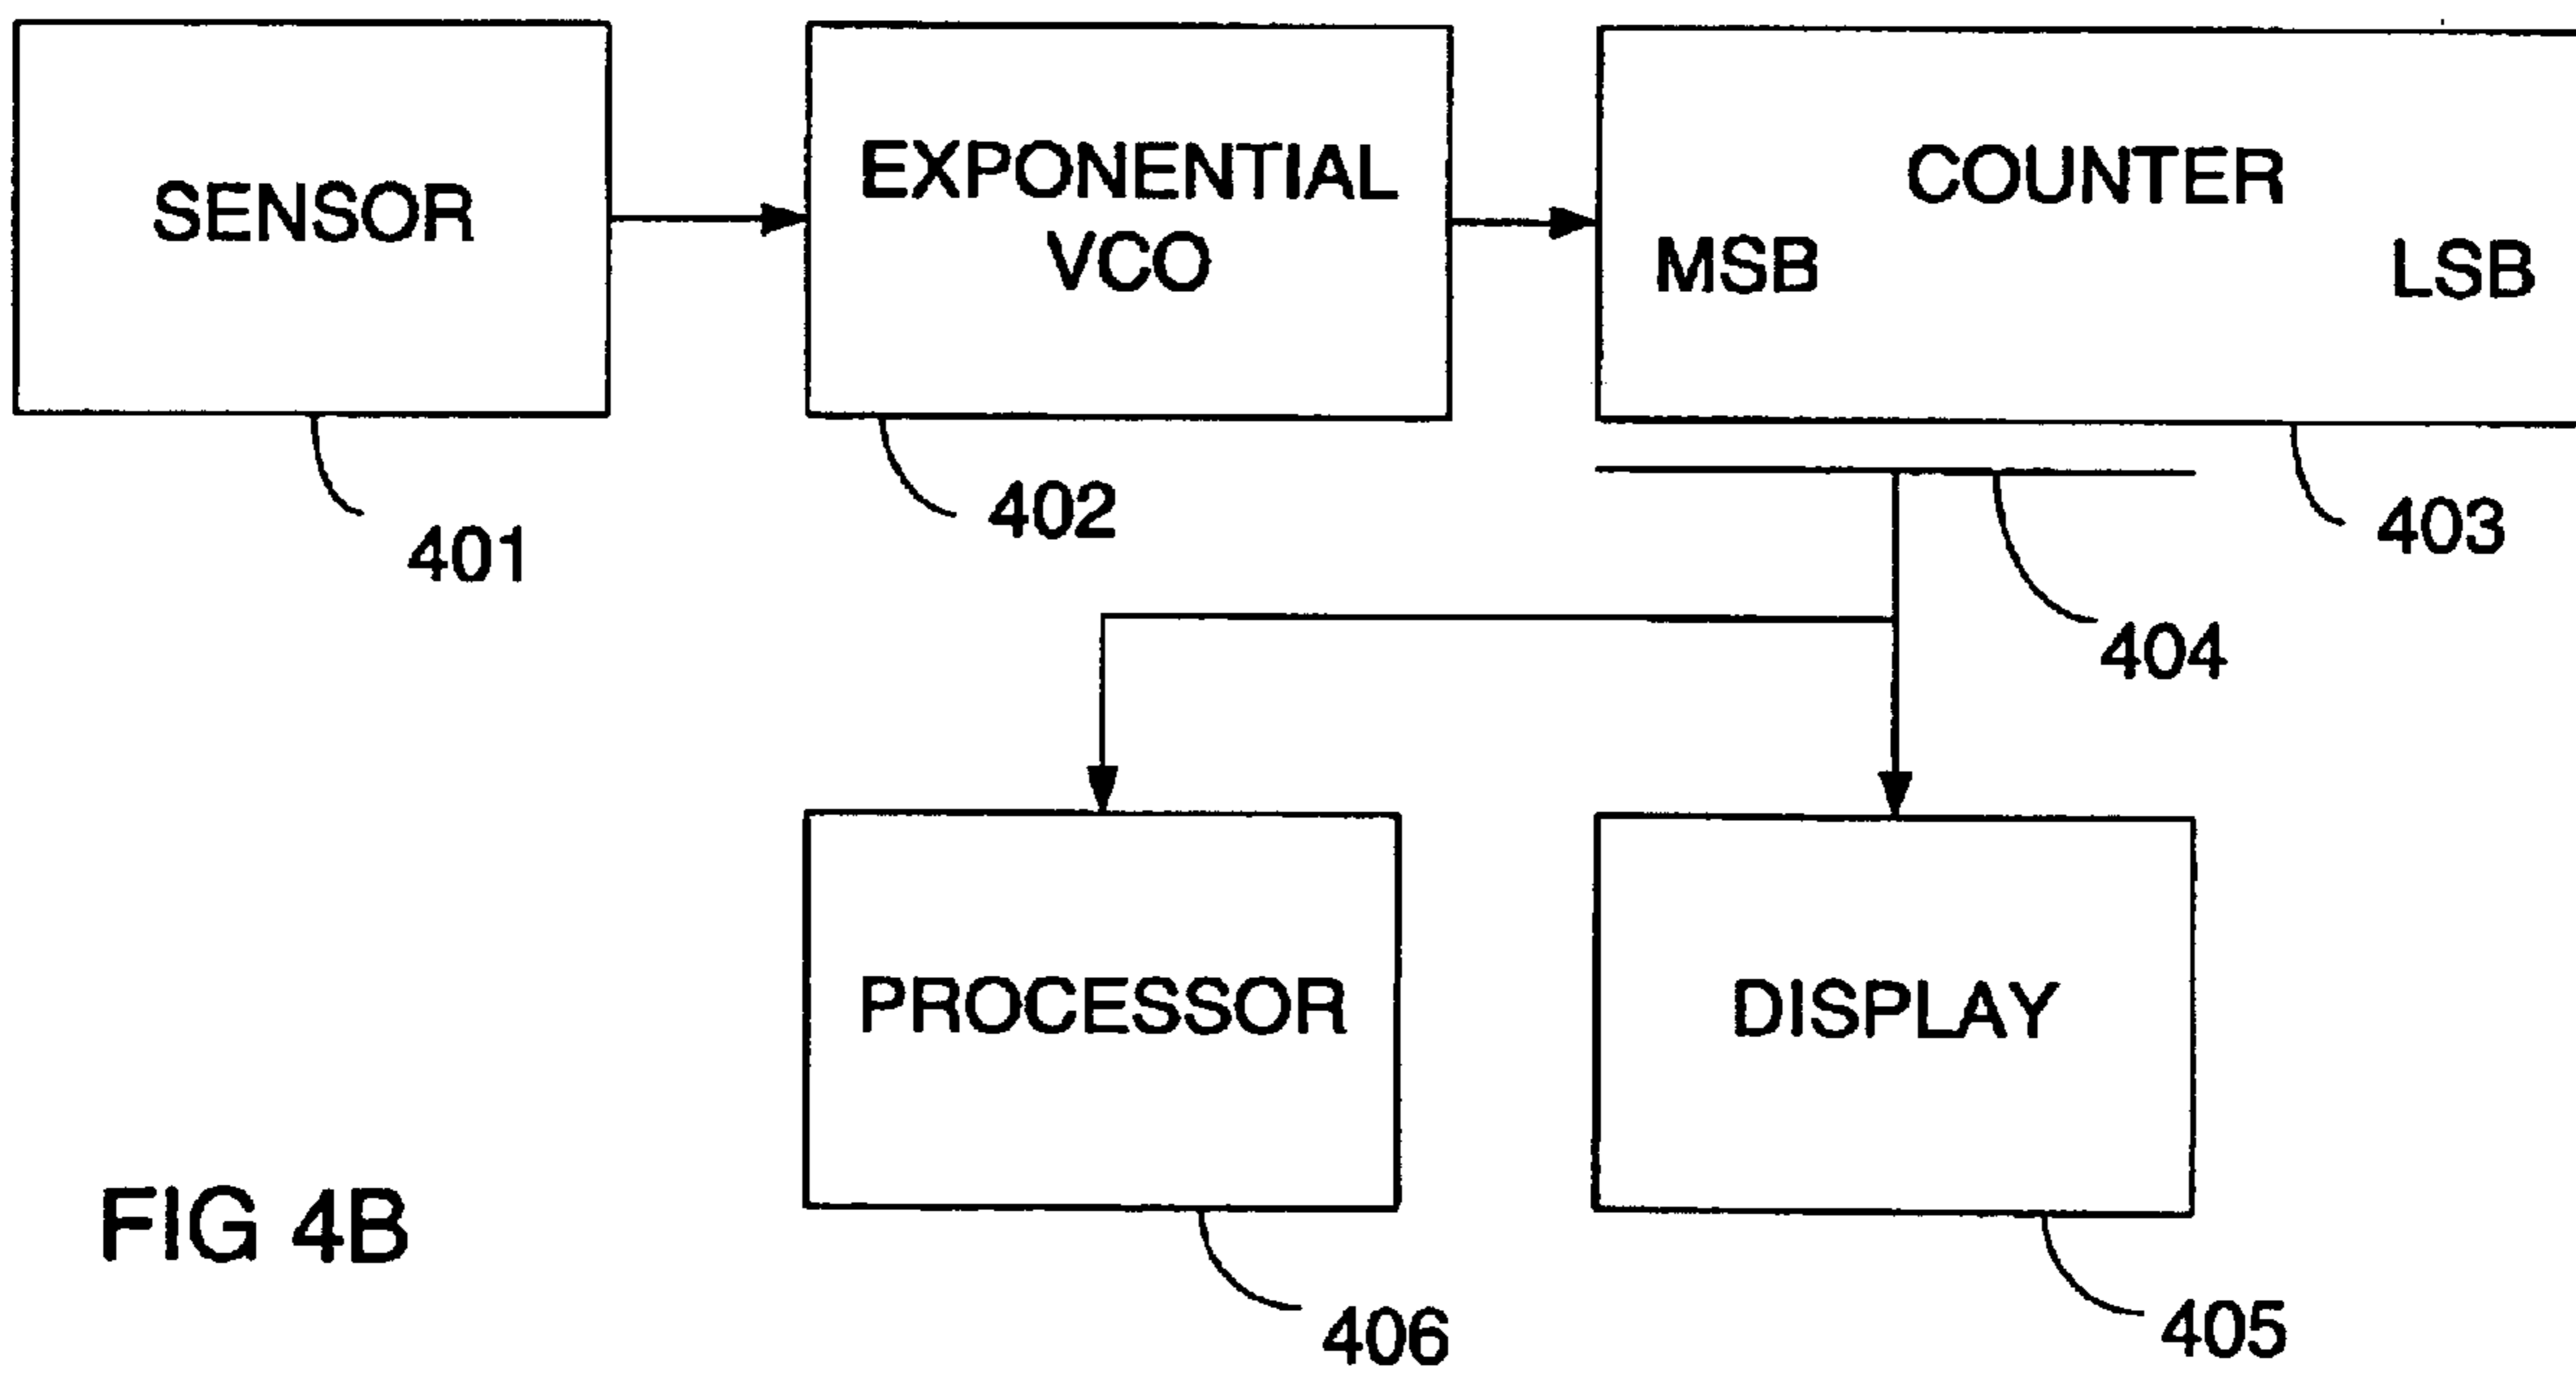 SENSOR
EXPONENTIAL
VCO
COUNTER
MSB LSB
401
402
403
404
PROCESSOR
DISPLAY
406
405
FIG 4B